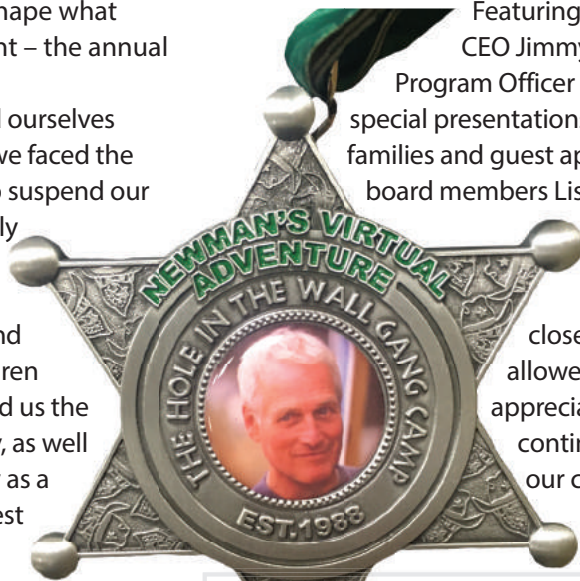 hape what
nt – the annual
ourselves
we faced the
o suspend our
ly
nd
ren
d us the
, as well
as a
est
Featuring
CEO Jimmy
Program Officer
special presentations
families and guest ap
board members Lis
close
allowe
apprecia
contin
our c
NEWMAN'S VIRTUAL
ADVENTURE
THE HOLE IN THE WALL GANG CAMP
EST.1988